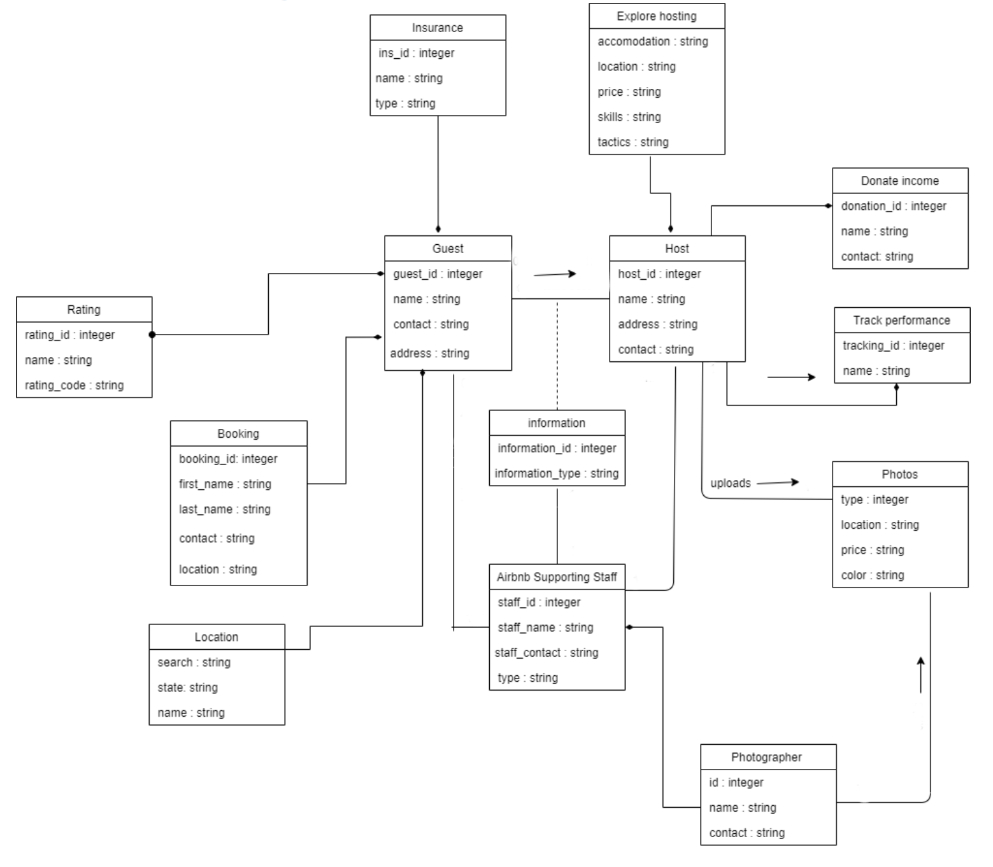 Insurance
ins_id : integer
name : string
type : string
Explore hosting
accomodation : string
location : string
price : string
skills : string
tactics : string
Donate income
donation_id : integer
name : string
contact: string
Guest
guest_id : integer
name : string
contact : string
address : string
Host
host_id : integer
name : string
address : string
contact : string
Rating
rating_id : integer
name : string
rating_code : string
Track performance
tracking_id : integer
name : string
Booking
booking_id: integer
first_name : string
last_name : string
contact : string
location : string
information
information_id : integer
information_type : string
uploads
Photos
type : integer
location : string
price : string
color : string
Airbnb Supporting Staff
staff_id : integer
staff_name : string
staff_contact : string
type : string
Location
search : string
state: string
name : string
Photographer
id : integer
name : string
contact : string